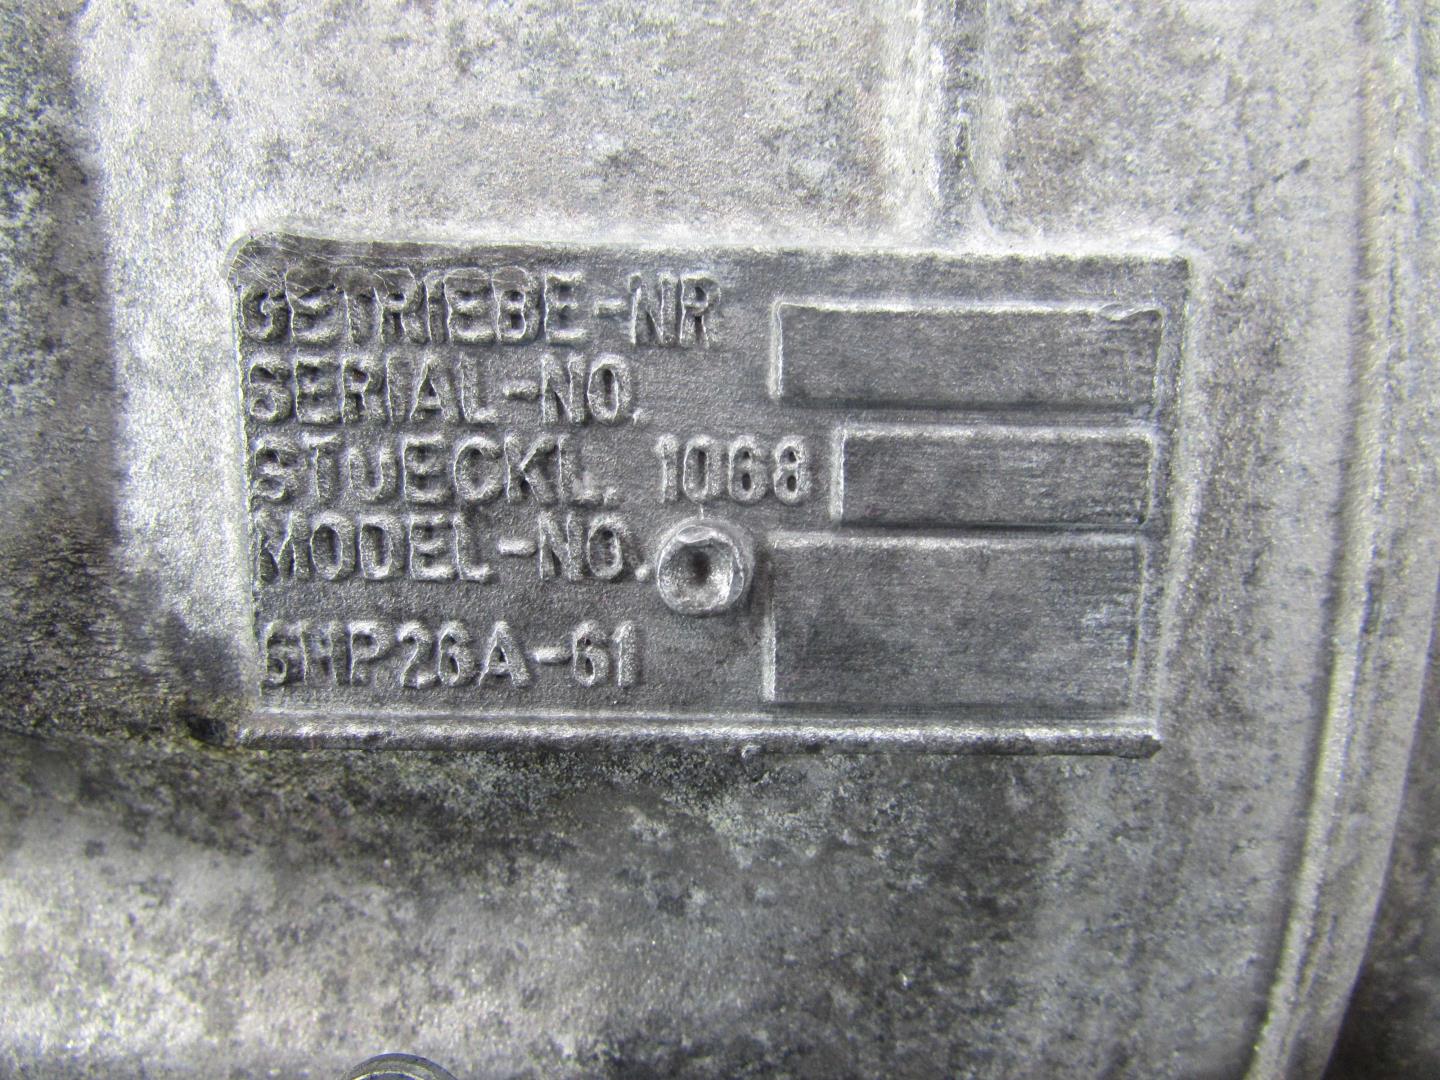 GETRIEBE-NR
SERIAL-NO.
STUECKL. 1068
MODEL-NO.
6HP26A-61